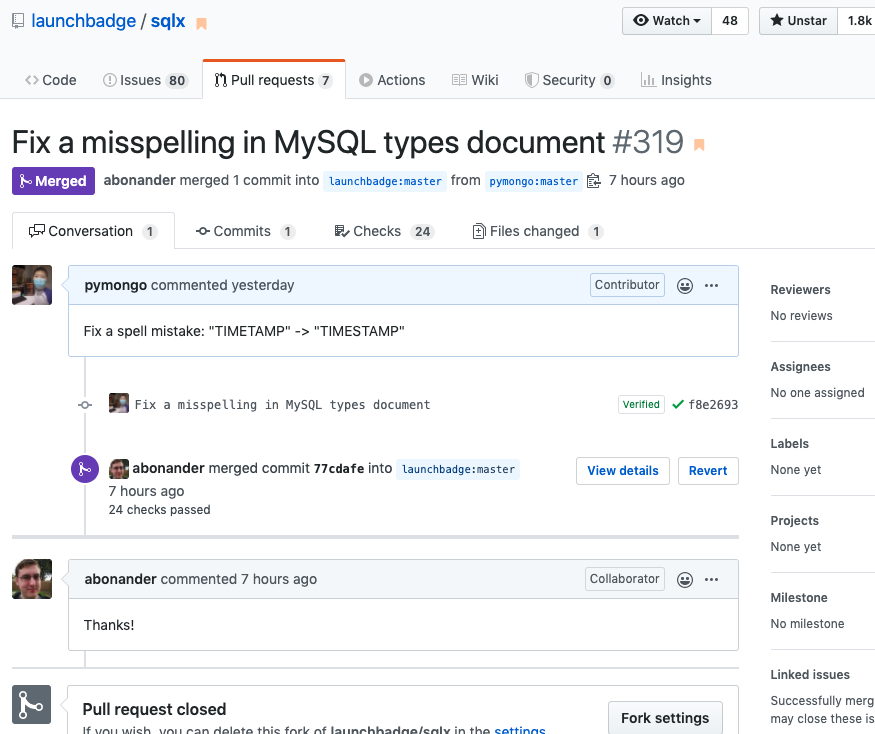 launchbadge / sqlx
Watch 48
Unstar 1.8k
Code
Issues 80
Pull requests 7
Actions
Wiki
Security 0
Insights
Fix a misspelling in MySQL types document #319
Merged abonander merged 1 commit into launchbadge:master from pymongo:master 7 hours ago
Conversation 1
Commits 1
Checks 24
Files changed 1
pymongo commented yesterday
Contributor
Fix a spell mistake: "TIMETAMP" -> "TIMESTAMP"
Fix a misspelling in MySQL types document
Verified f8e2693
abonander merged commit 77cdafe into launchbadge:master
7 hours ago
24 checks passed
View details
Revert
abonander commented 7 hours ago
Collaborator
Thanks!
Pull request closed
If you wish, you can delete this fork of launchbadge/sqlx in the settings
Fork settings
Reviewers
No reviews
Assignees
No one assigned
Labels
None yet
Projects
None yet
Milestone
No milestone
Linked issues
Successfully merg
may close these is